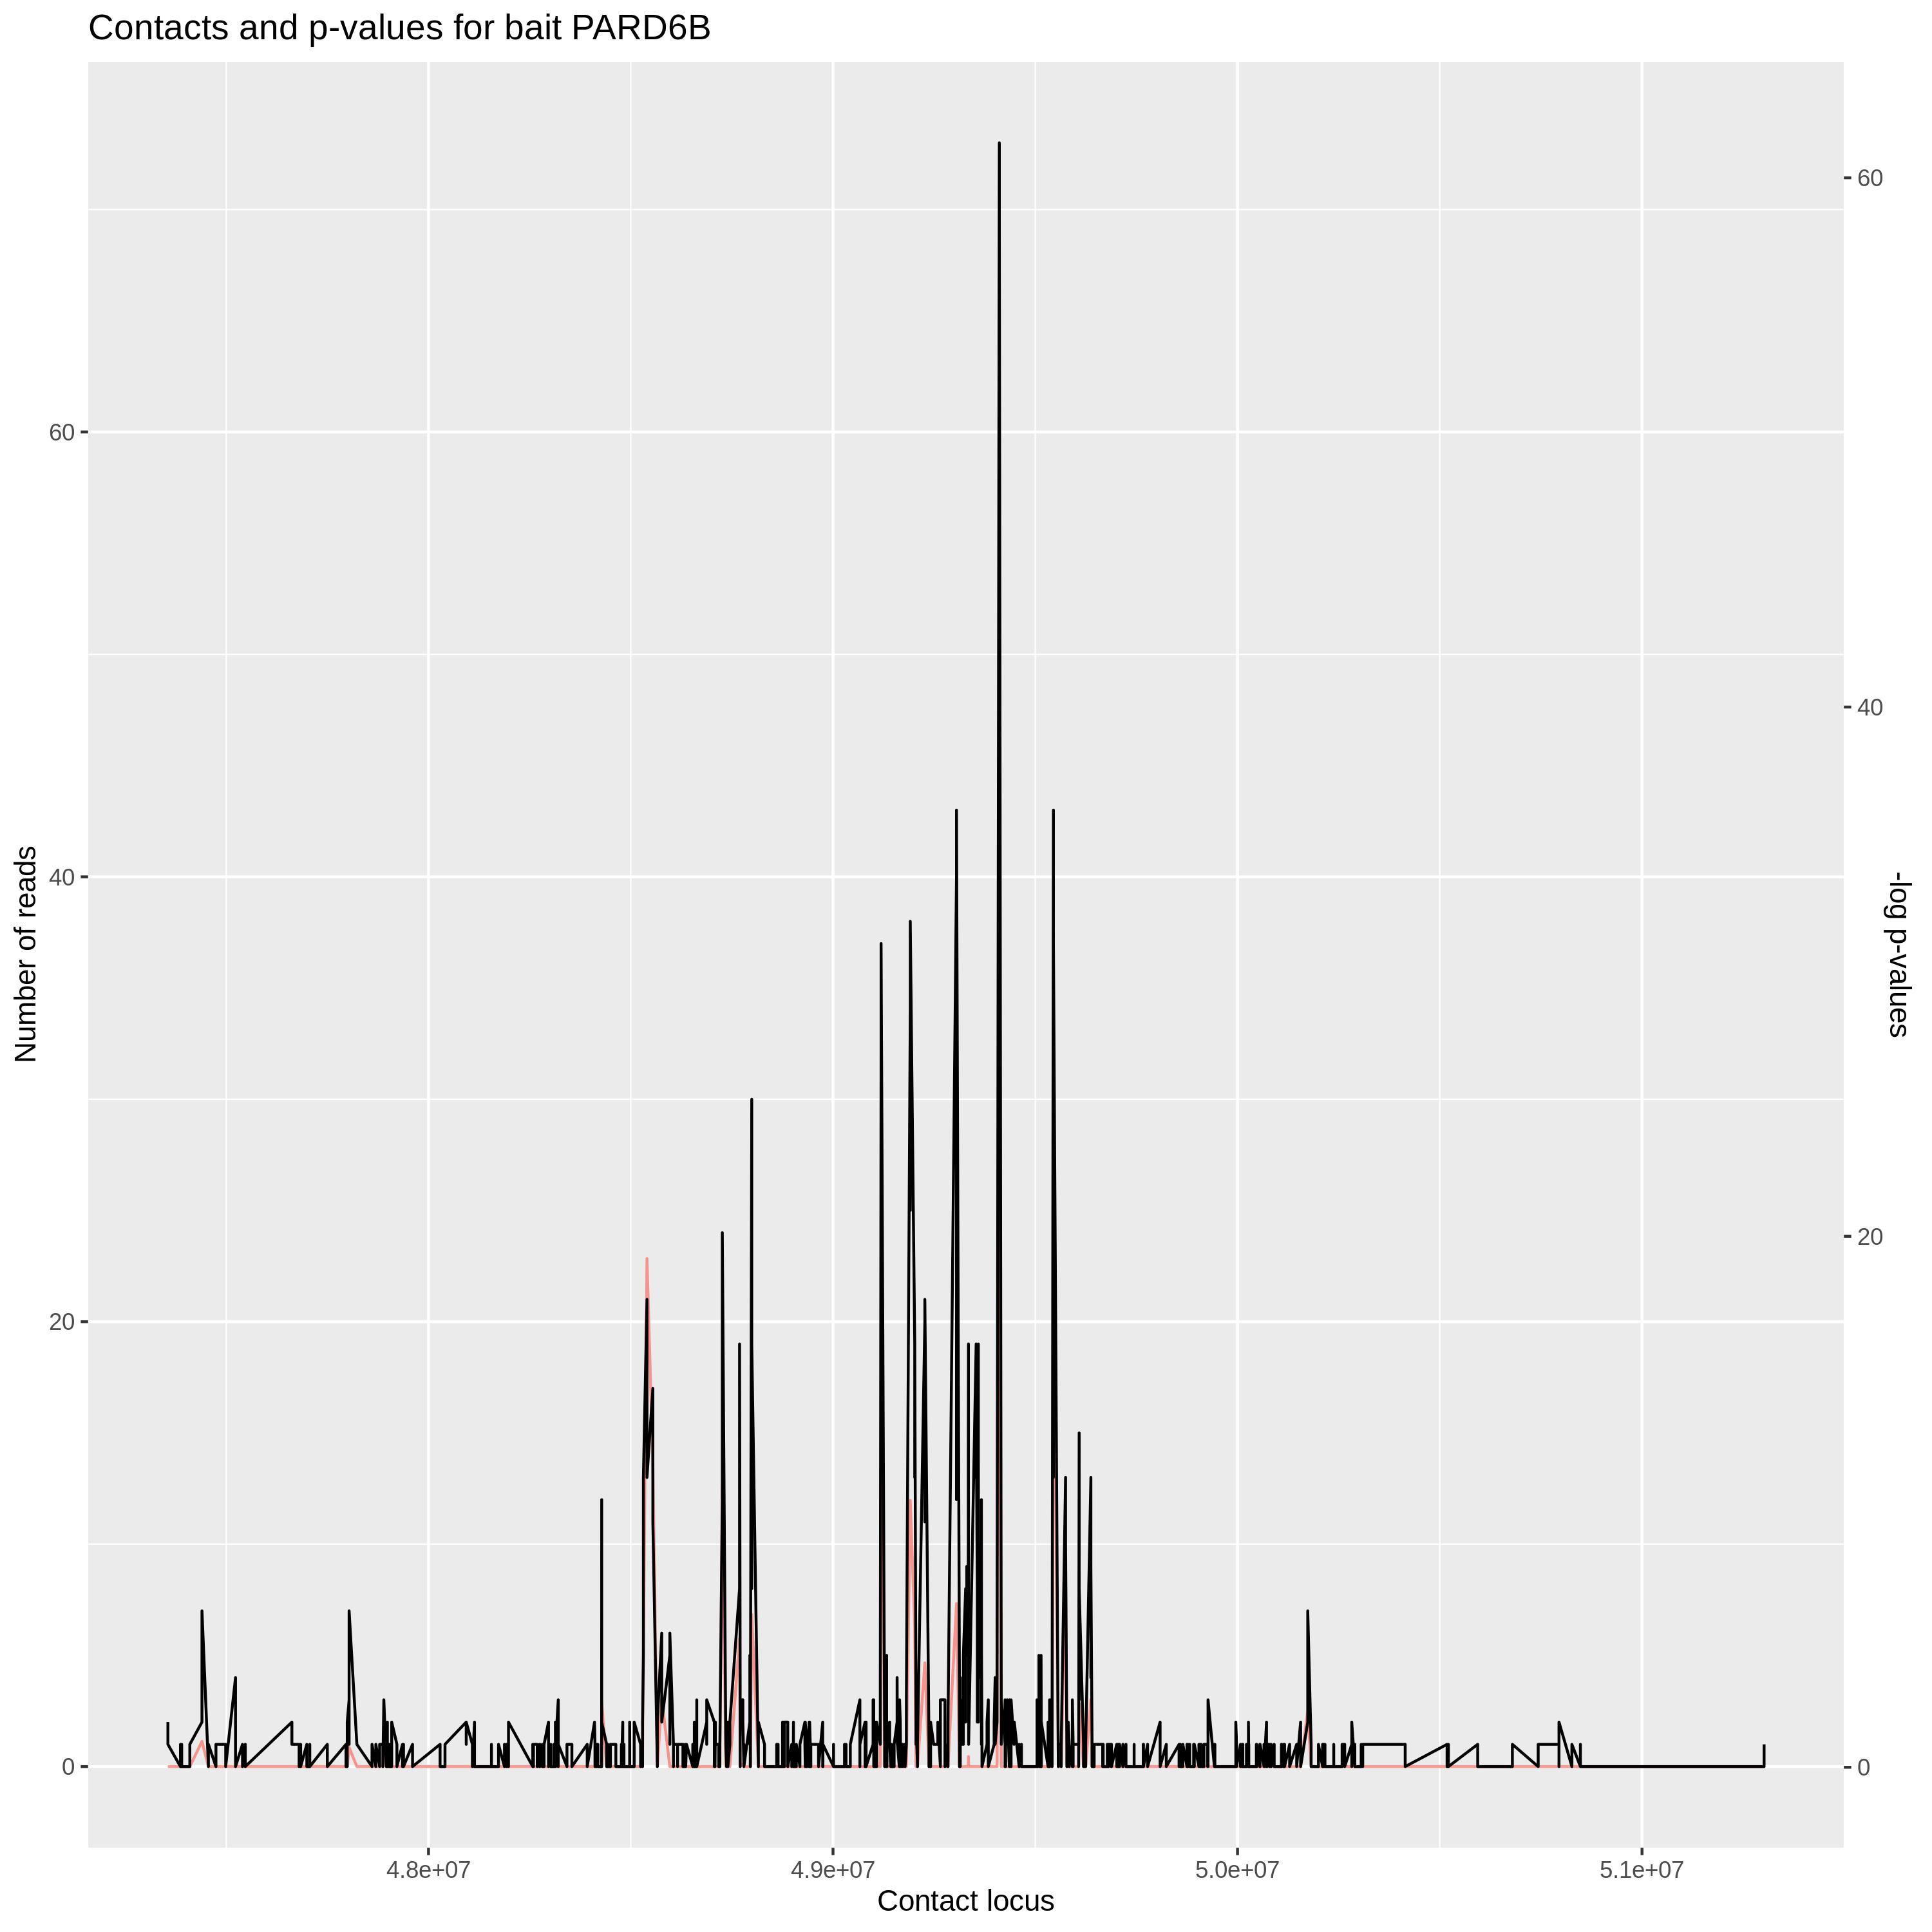 Contacts and p-values for bait PARD6B
Number of reads
60
40
20
0
60
40
20
0
-log p-values
4.8e+07
4.9e+07
5.0e+07
5.1e+07
Contact locus